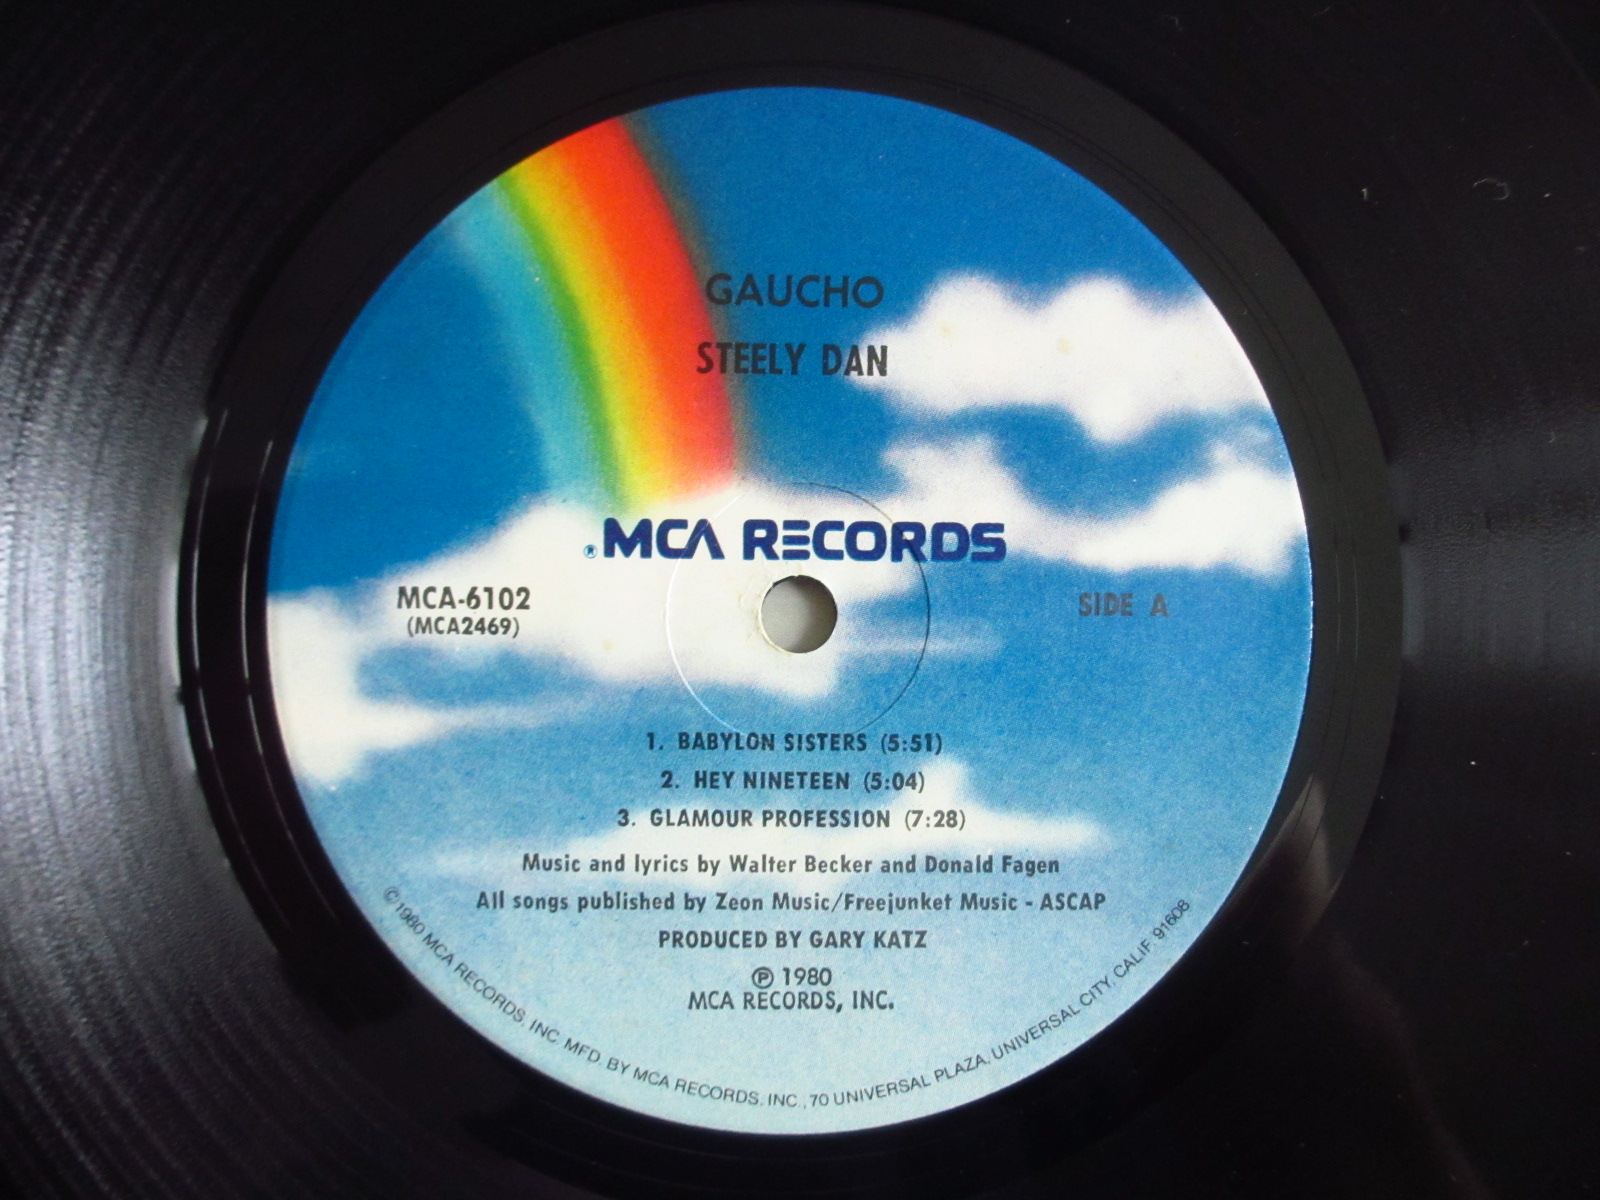 GAUCHO
STEELY DAN
® MCA RECORDS
MCA-6102
(MCA2469)
SIDE A
1. BABYLON SISTERS (5:51)
2. HEY NINETEEN (5:04)
3. GLAMOUR PROFESSION (7:28)
Music and lyrics by Walter Becker and Donald Fagen
All songs published by Zeon Music/Freejunket Music - ASCAP
PRODUCED BY GARY KATZ
℗ 1980
MCA RECORDS, INC.
©1980 MCA RECORDS, INC. MFD. BY MCA RECORDS, INC., 70 UNIVERSAL PLAZA, UNIVERSAL CITY, CALIF. 91608